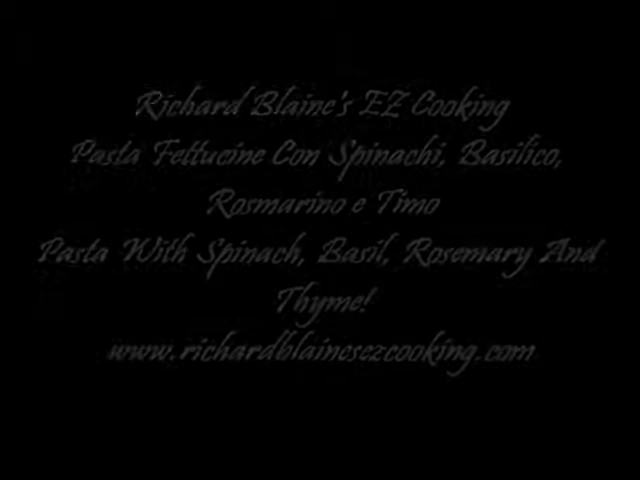 Richard Blaine's EZ Cooking
Pasta Fettucine Con Spinachi, Basilico,
Rosmarino e Timo
Pasta With Spinach, Basil, Rosemary And
Thyme!
www.richardblainesezcooking.com